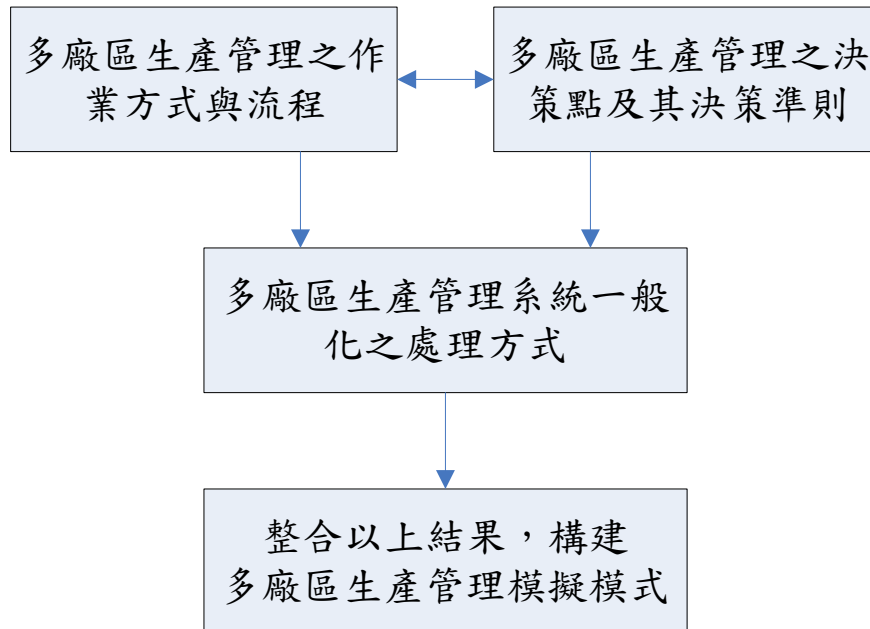 多廠區生產管理之作
業方式與流程
多廠區生產管理之決
策點及其決策準則
多廠區生產管理系統一般
化之處理方式
整合以上結果，構建
多廠區生產管理模擬模式